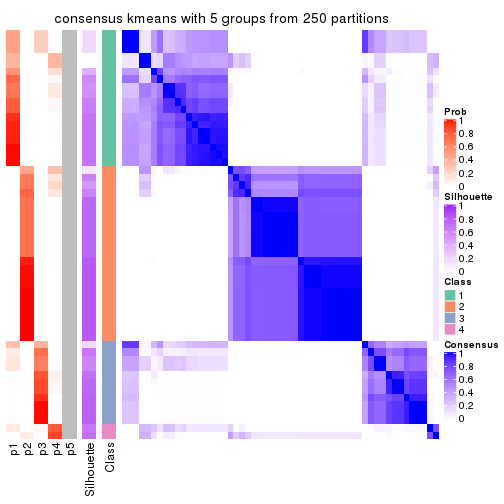 consensus kmeans with 5 groups from 250 partitions
Prob
1
0.8
0.6
0.4
0.2
0
Silhouette
1
0.8
0.6
0.4
0.2
0
Class
1
2
3
4
Consensus
1
0.8
0.6
0.4
0.2
0
p1
p2
p3
p4
p5
Silhouette
Class